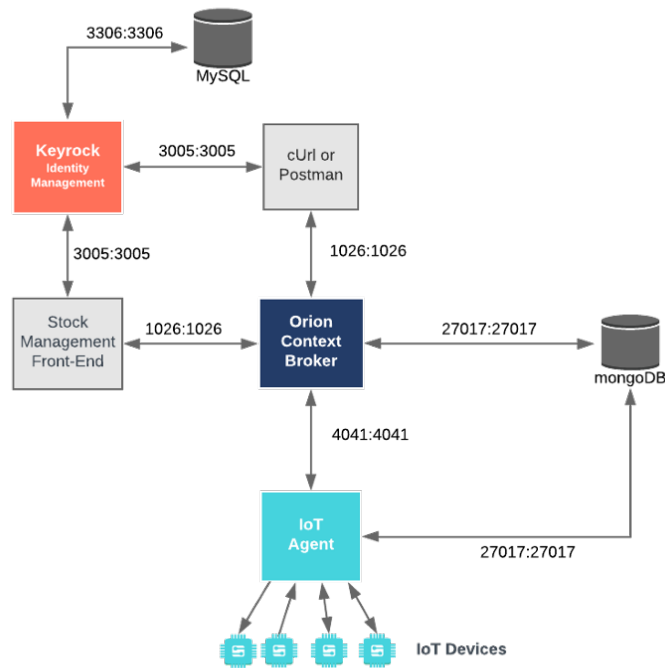 3306:3306
MySQL
Keyrock
Identity
Management
3005:3005
cUrl or
Postman
3005:3005
1026:1026
Stock
Management
Front-End
1026:1026
Orion
Context
Broker
27017:27017
mongoDB
4041:4041
IoT
Agent
27017:27017
IoT Devices